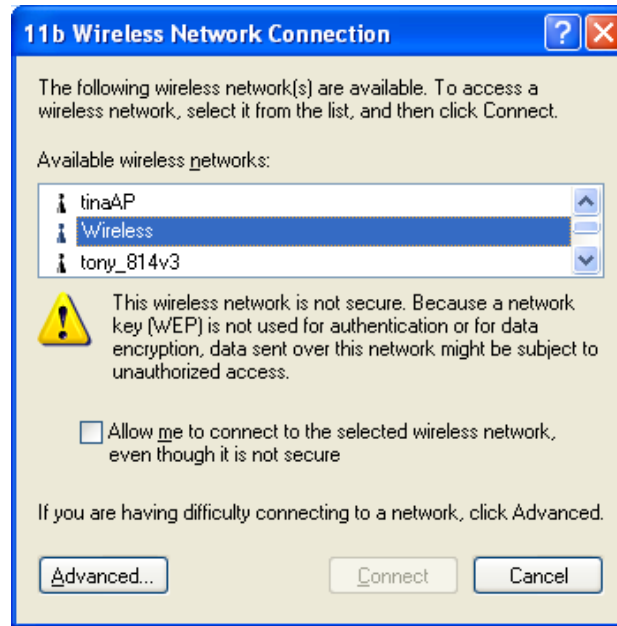 11b Wireless Network Connection
The following wireless network(s) are available. To access a
wireless network, select it from the list, and then click Connect.
Available wireless networks:
tinaAP
Wireless
tony_814v3
This wireless network is not secure. Because a network
key (WEP) is not used for authentication or for data
encryption, data sent over this network might be subject to
unauthorized access.
Allow me to connect to the selected wireless network,
even though it is not secure
If you are having difficulty connecting to a network, click Advanced.
Advanced... Connect Cancel